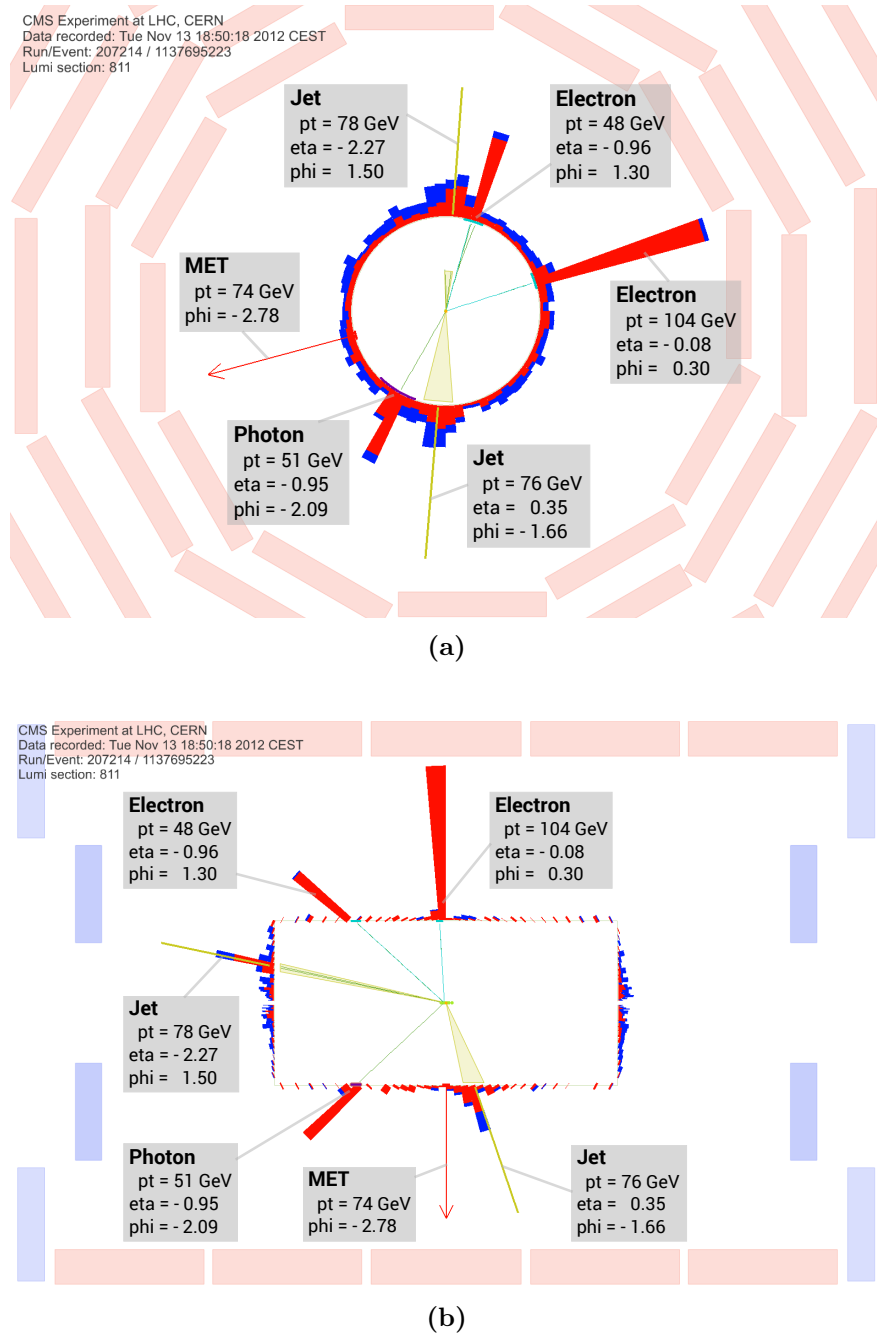 CMS Experiment at LHC, CERN
Data recorded: Tue Nov 13 18:50:18 2012 CEST
Run/Event: 207214 / 1137695223
Lumi section: 811
Jet
pt = 78 GeV
eta = - 2.27
phi = 1.50
Electron
pt = 48 GeV
eta = - 0.96
phi = 1.30
MET
pt = 74 GeV
phi = - 2.78
Electron
pt = 104 GeV
eta = - 0.08
phi = 0.30
Photon
pt = 51 GeV
eta = - 0.95
phi = - 2.09
Jet
pt = 76 GeV
eta = 0.35
phi = - 1.66
(a)
CMS Experiment at LHC, CERN
Data recorded: Tue Nov 13 18:50:18 2012 CEST
Run/Event: 207214 / 1137695223
Lumi section: 811
Electron
pt = 48 GeV
eta = - 0.96
phi = 1.30
Electron
pt = 104 GeV
eta = - 0.08
phi = 0.30
Jet
pt = 78 GeV
eta = - 2.27
phi = 1.50
Photon
pt = 51 GeV
eta = - 0.95
phi = - 2.09
MET
pt = 74 GeV
phi = - 2.78
Jet
pt = 76 GeV
eta = 0.35
phi = - 1.66
(b)